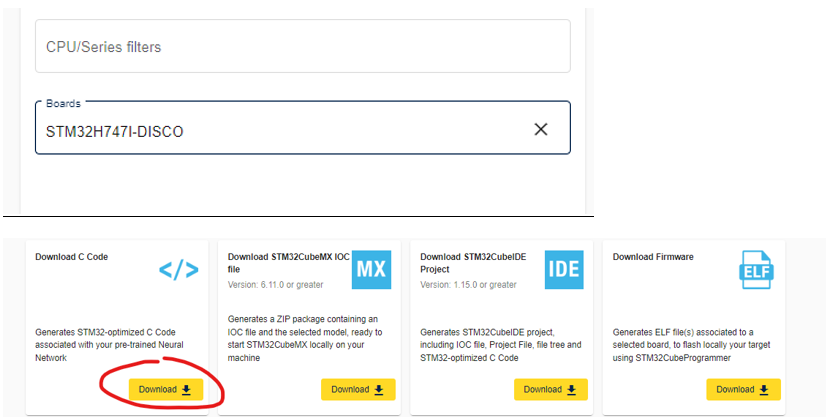 CPU/Series filters
Boards
STM32H747I-DISCO
Download C Code
</>
Generates STM32-optimized C Code
associated with your pre-trained Neural
Network
Download
Download STM32CubeMX IOC
file
Version: 6.11.0 or greater
MX
Generates a ZIP package containing an
IOC file and the selected model, ready to
start STM32CubeMX locally on your
machine
Download
Download STM32CubeIDE
Project
Version: 1.15.0 or greater
IDE
Generates STM32CubeIDE project,
including IOC file, Project File, file tree and
STM32-optimized C Code
Download
Download Firmware
ELF
Generates ELF file(s) associated to a
selected board, to flash locally your target
using STM32CubeProgrammer
Download